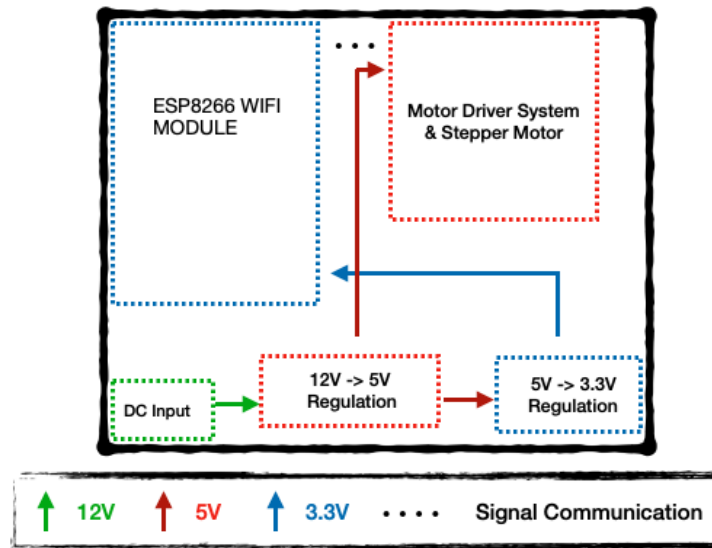 ESP8266 WIFI
MODULE
Motor Driver System
& Stepper Motor
DC Input
12V -> 5V
Regulation
5V -> 3.3V
Regulation
12V
5V
3.3V
Signal Communication